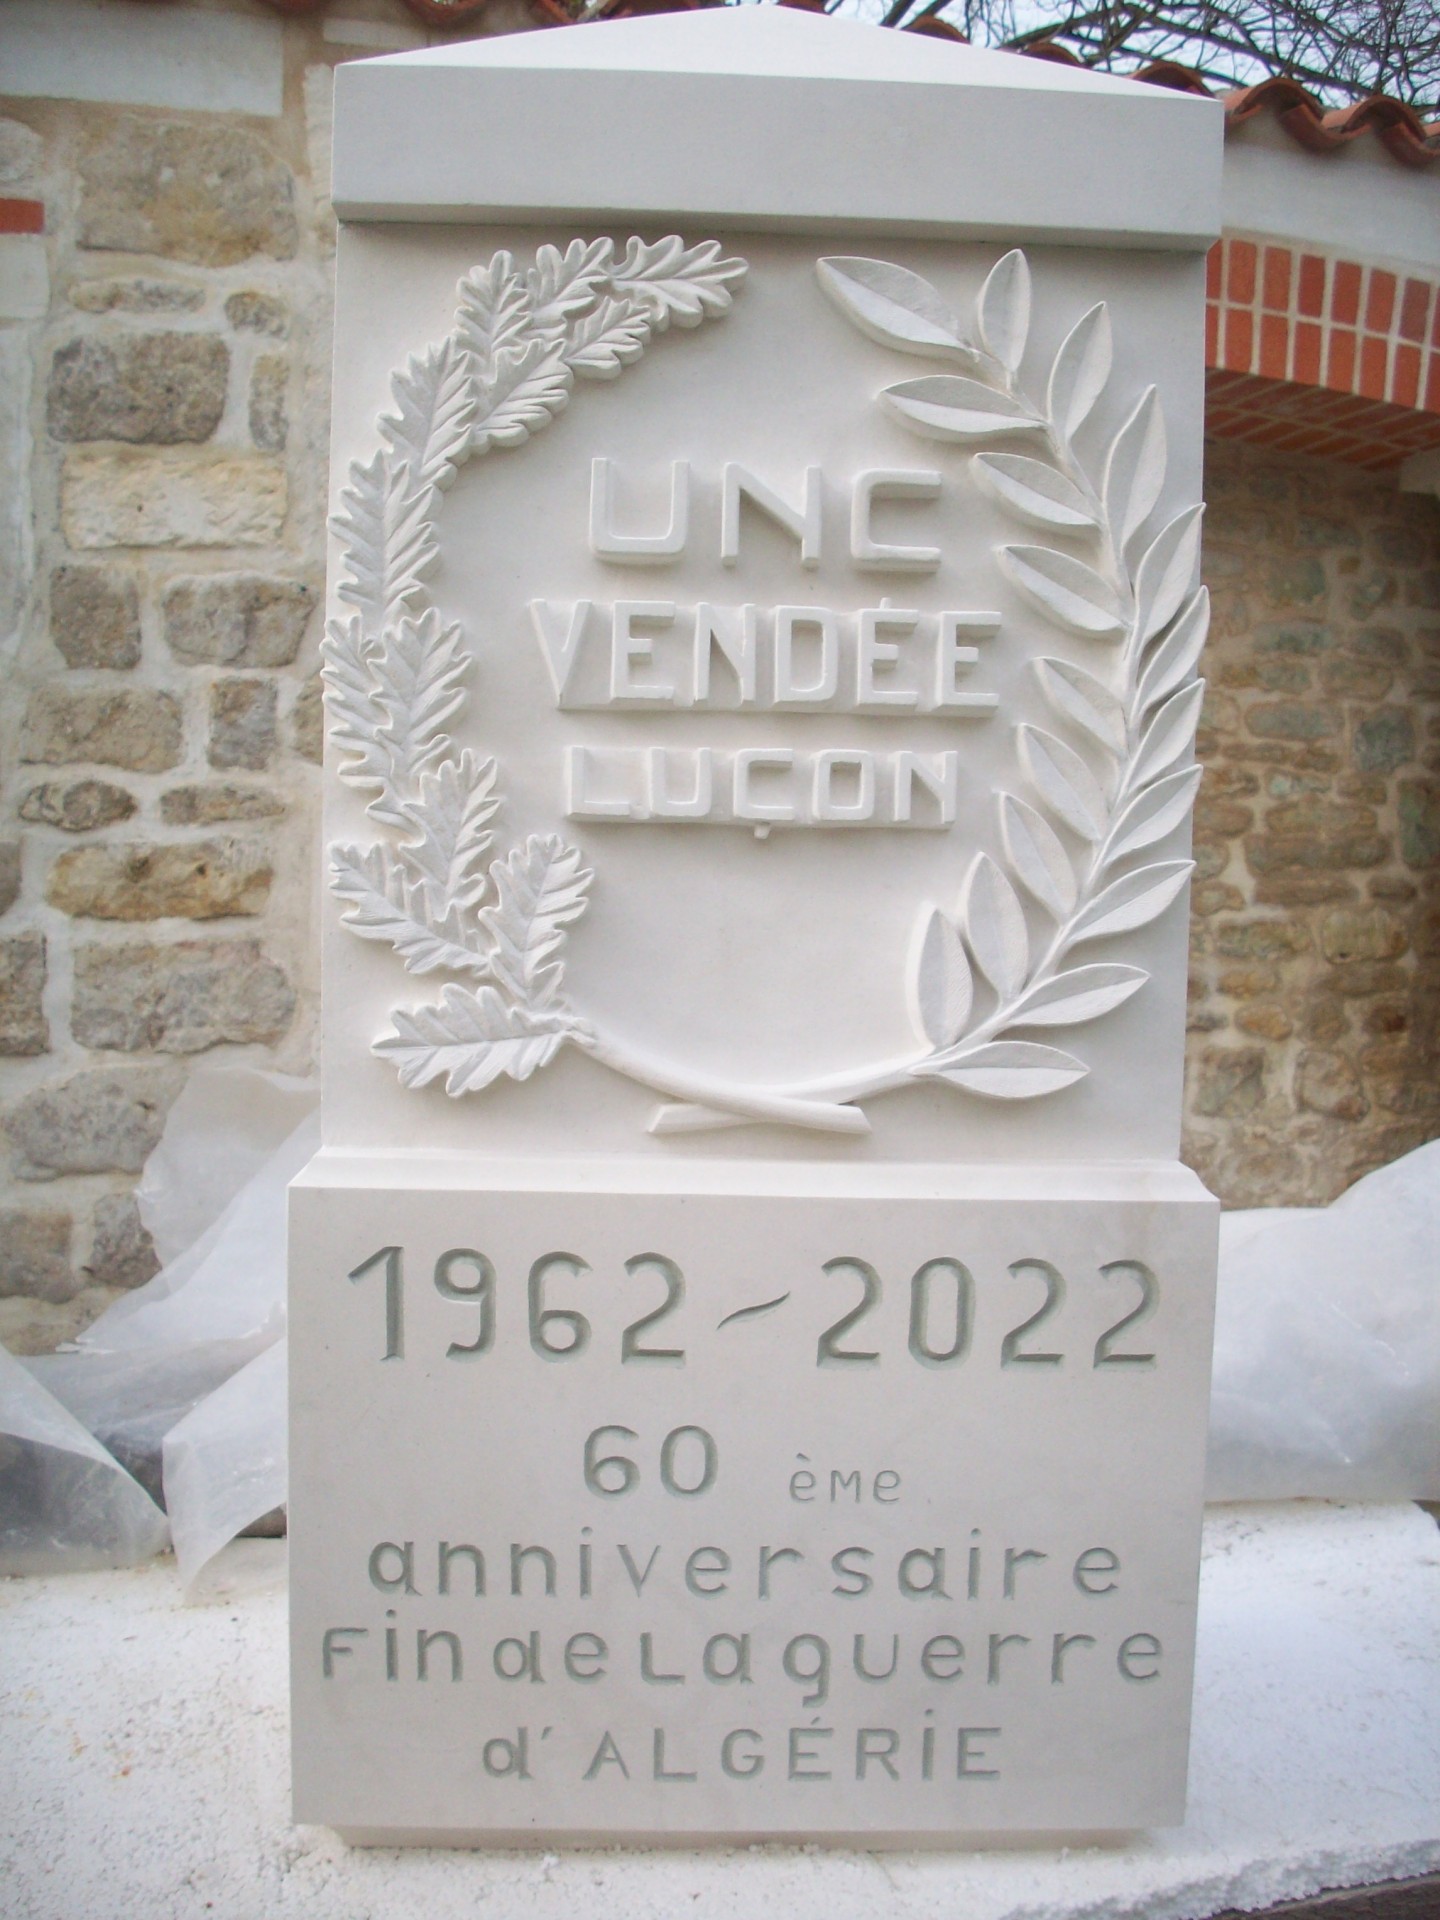 UNC
VENDÉE
LUÇON
1962-2022
60 ème
anniversaire
Fin de La guerre
d'ALGÉRiE